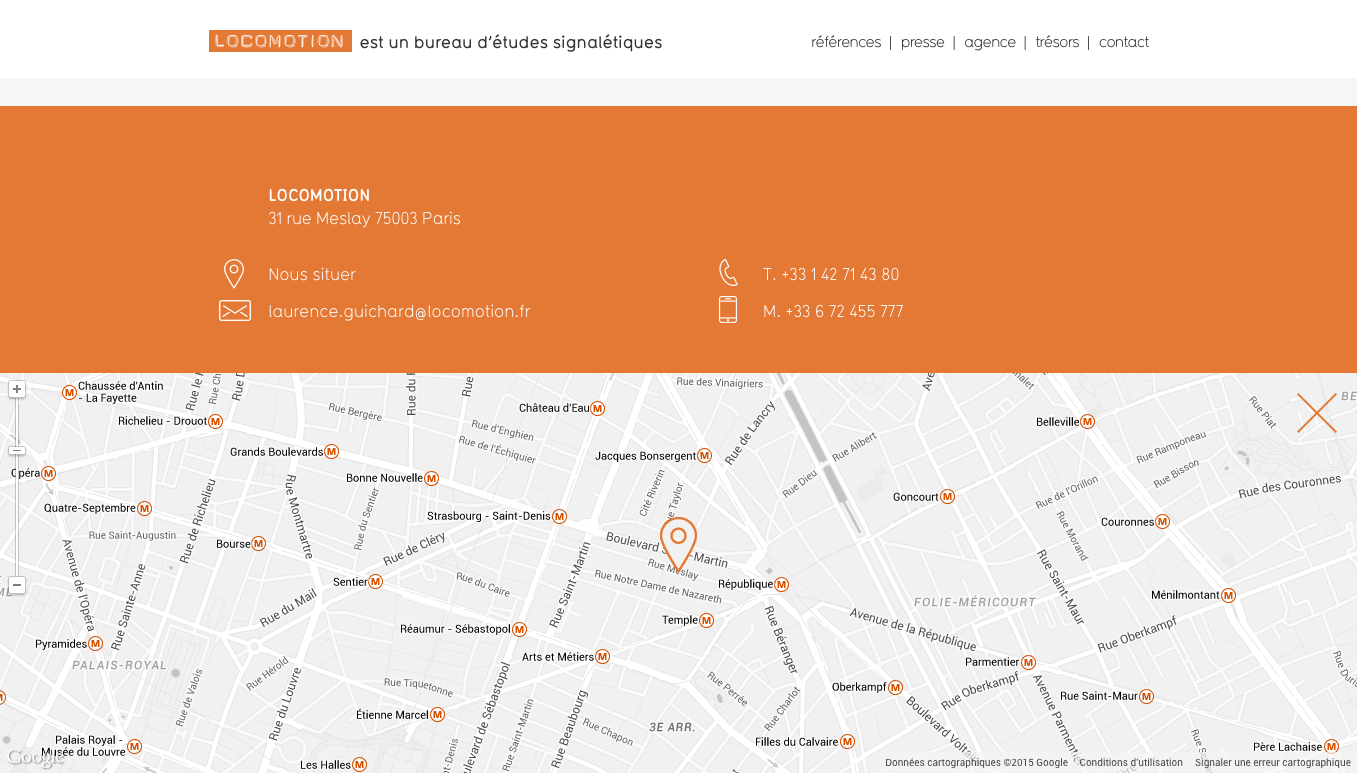 LOCOMOTION est un bureau d'études signalétiques
références | presse | agence | trésors | contact
LOCOMOTION
31 rue Meslay 75003 Paris
Nous situer
T. +33 1 42 71 43 80
laurence.guichard@locomotion.fr
M. +33 6 72 455 777
Rue des Vinaigriers
Chaussée d'Antin
- La Fayette
Rue Bergère
Château d'Eau
Rue de Lancry
Richelieu - Drouot
Rue d'Enghien
Belleville
Rue Piat
Rue de l'Échiquier
Rue Alibert
Rue Ramponeau
Grands Boulevards
Jacques Bonsergent
Opéra
Bonne Nouvelle
Cité Riverin
Rue Dieu
Rue Bisson
Rue des Couronnes
Rue de l'Orillon
Goncourt
Quatre-Septembre
Rue de Richelieu
Rue Montmartre
Rue du Sentier
Strasbourg - Saint-Denis
Couronnes
Rue Morand
Rue Saint-Augustin
Bourse
Rue de Cléry
Rue Meslay
Rue Notre Dame de Nazareth
République
Sentier
Rue du Caire
Rue Saint-Martin
Rue Saint-Maur
Avenue de l'Opéra
Rue Sainte-Anne
Rue du Mail
FOLIE-MÉRICOURT
Ménilmontant
Temple
Réaumur - Sébastopol
Rue Béranger
Avenue de la République
Rue Oberkampf
Pyramides
PALAIS-ROYAL
Arts et Métiers
Parmentier
Rue Hérold
Rue de Valois
Rue du Louvre
Rue Tiquetonne
Rue Perrée
Rue Charlot
Oberkampf
Rue Oberkampf
Rue Saint-Maur
Étienne Marcel
Rue Saint-Martin
Rue Beaubourg
Rue Chapon
3E ARR.
Filles du Calvaire
Père Lachaise
Palais Royal -
Musée du Louvre
Les Halles
Google
Données cartographiques ©2015 Google
Conditions d'utilisation
Signaler une erreur cartographique